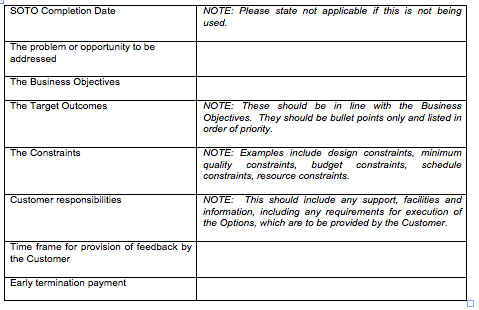 SOTO Completion Date
NOTE: Please state not applicable if this is not being
used.
The problem or opportunity to be
addressed
The Business Objectives
The Target Outcomes
NOTE: These should be in line with the Business
Objectives. They should be bullet points only and listed in
order of priority.
The Constraints
NOTE: Examples include design constraints, minimum
quality constraints, budget constraints, schedule
constraints, resource constraints.
Customer responsibilities
NOTE: This should include any support, facilities and
information, including any requirements for execution of
the Options, which are to be provided by the Customer.
Time frame for provision of feedback by
the Customer
Early termination payment